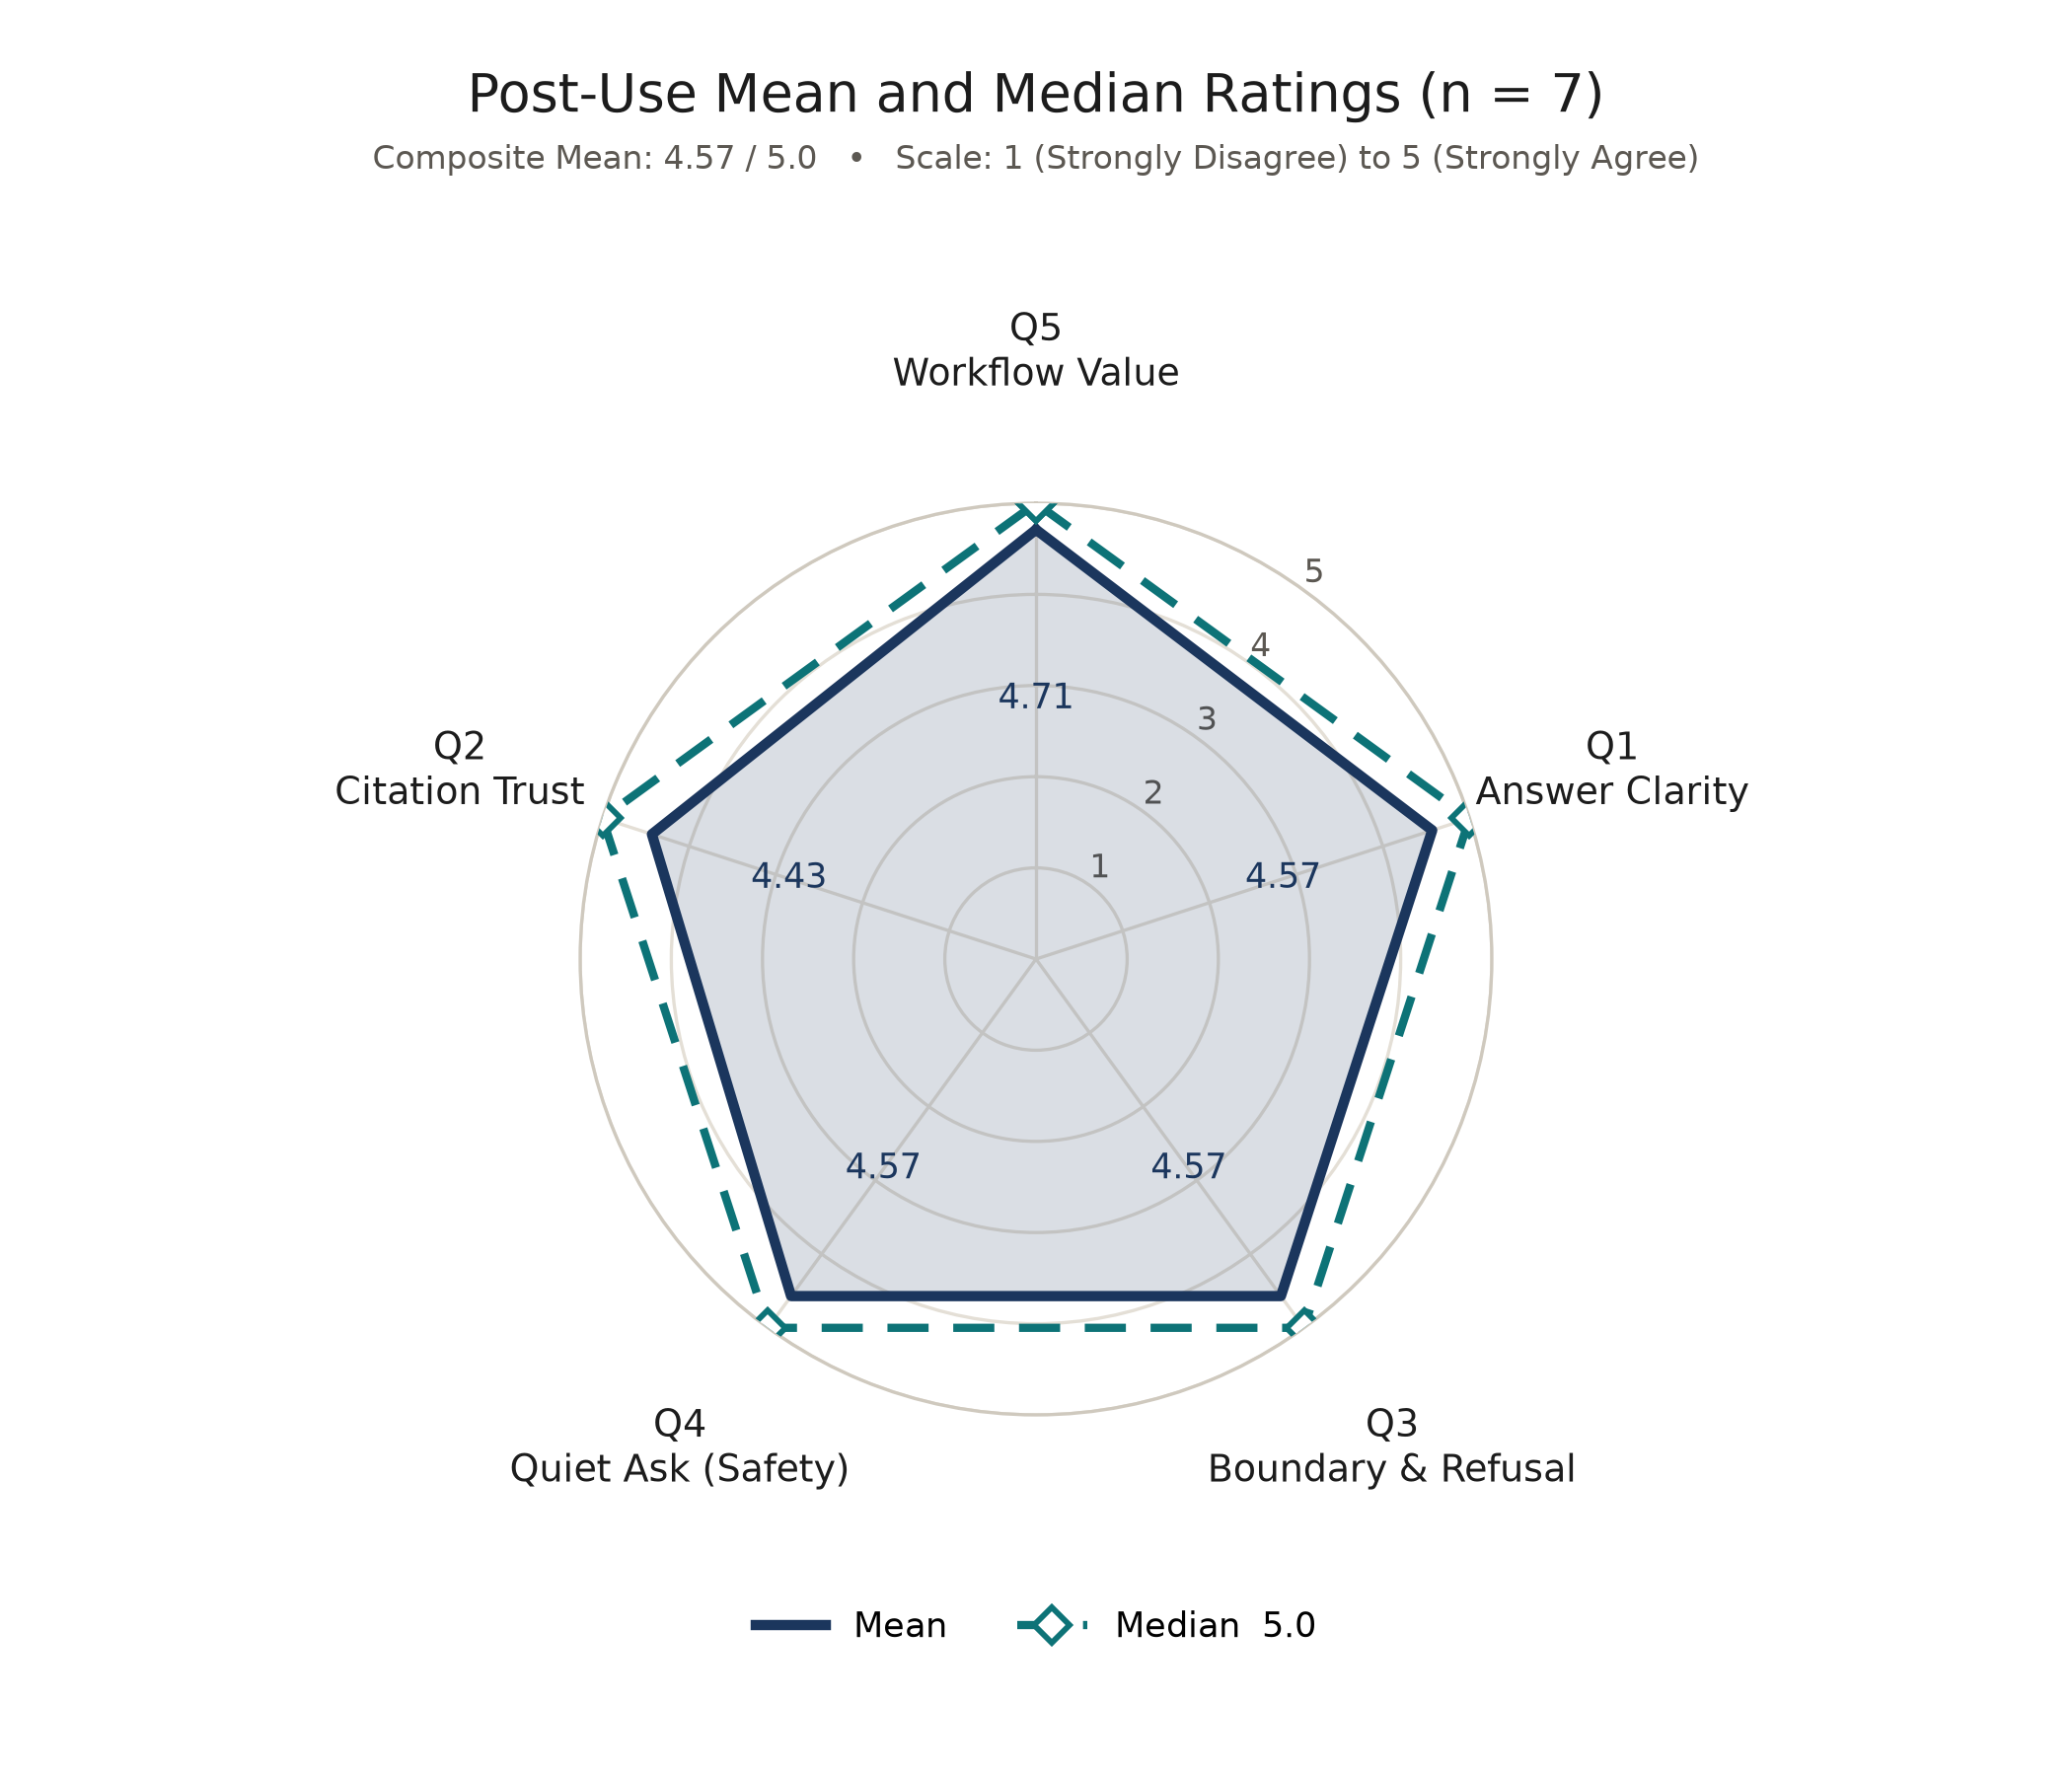 Post-Use Mean and Median Ratings (n = 7)
Composite Mean: 4.57 / 5.0 • Scale: 1 (Strongly Disagree) to 5 (Strongly Agree)
Q5
Workflow Value
5
4
4.71
3
Q2
Citation Trust
Q1
Answer Clarity
2
1
4.43
4.57
4.57
4.57
Q4
Quiet Ask (Safety)
Q3
Boundary & Refusal
Mean
Median 5.0